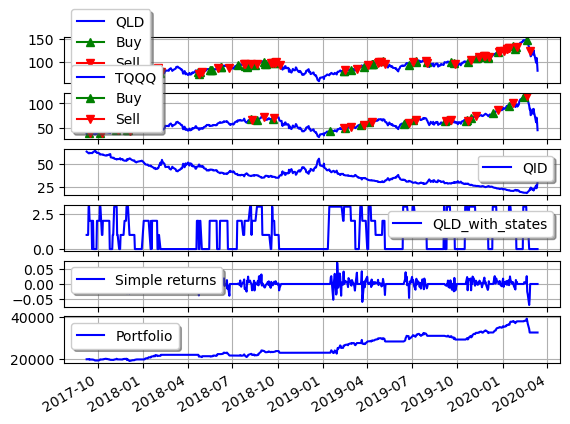 QLD
Buy
Sell
150
100
TQQQ
Buy
Sell
100
50
QID
50
25
QLD_with_states
2.5
0.0
Simple returns
0.05
0.00
−0.05
Portfolio
40000
20000
2017-10
2018-01
2018-04
2018-07
2018-10
2019-01
2019-04
2019-07
2019-10
2020-01
2020-04